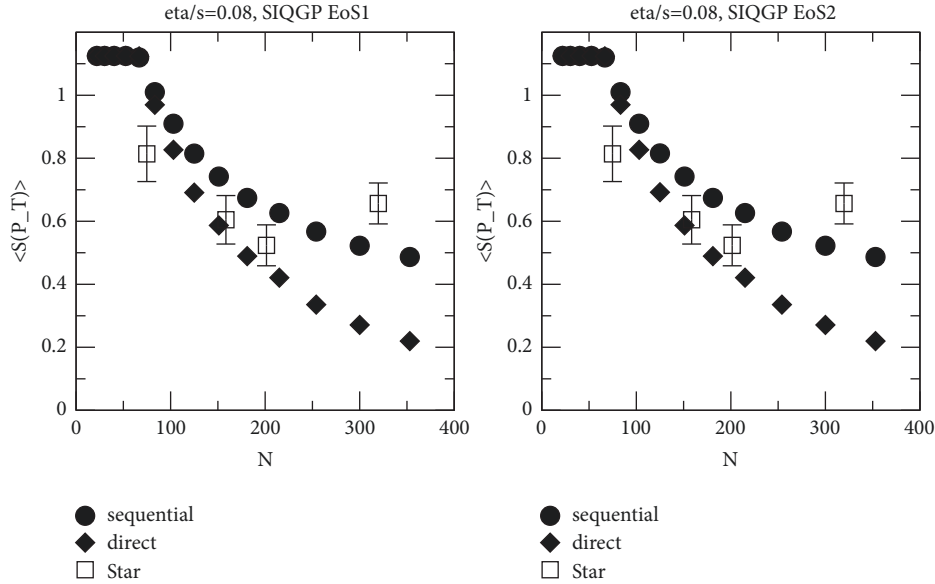 eta/s=0.08, SIQGP EoS1
<S(P_T)>
1
0.8
0.6
0.4
0.2
0
0
100
200
300
400
N
sequential
direct
Star
eta/s=0.08, SIQGP EoS2
<S(P_T)>
1
0.8
0.6
0.4
0.2
0
0
100
200
300
400
N
sequential
direct
Star